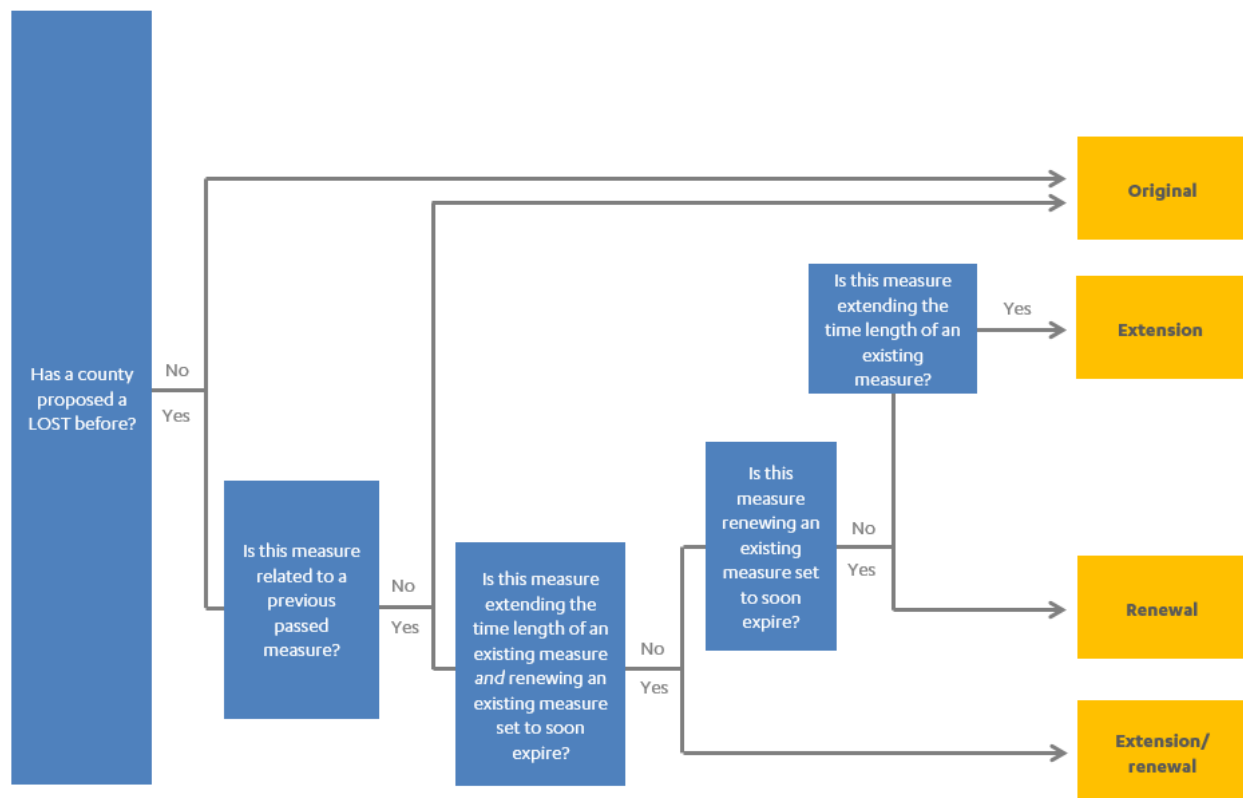 Has a county
proposed a
LOST before?
No
Yes
Is this measure
related to a
previous
passed
measure?
No
Yes
Is this measure
extending the
time length of an
existing measure
and renewing an
existing measure
set to soon
expire?
No
Yes
Is this
measure
renewing an
existing
measure set
to soon
expire?
No
Yes
Is this measure
extending the
time length of an
existing
measure?
Yes
Original
Extension
Renewal
Extension/
renewal